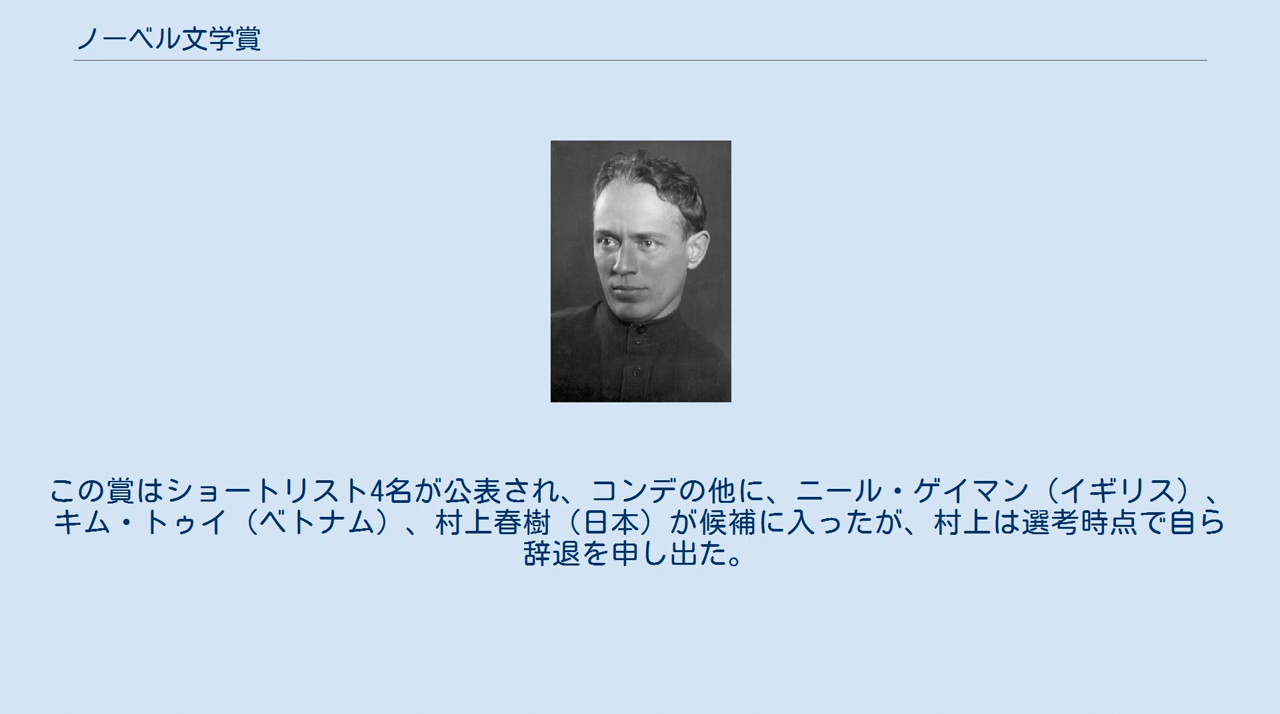 ノーベル文学賞
この賞はショートリスト4名が公表され、コンデの他に、ニール・ゲイマン（イギリス）、
キム・トゥイ（ベトナム）、村上春樹（日本）が候補に入ったが、村上は選考時点で自ら
辞退を申し出た。